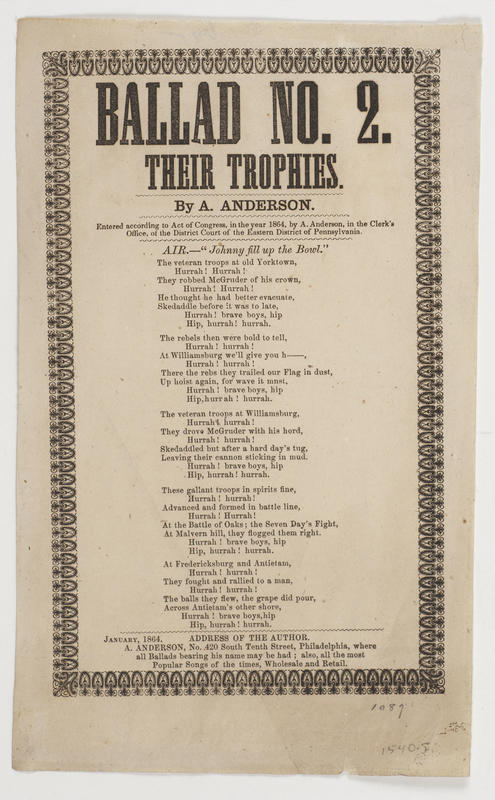 BALLAD NO. 2.
THEIR TROPHIES.
By A. ANDERSON.
Entered according to Act of Congress, in the year 1864, by A. Anderson, in the Clerk's
Office, of the District Court of the Eastern District of Pennsylvania.
AIR.—"Johnny fill up the Bowl."
The veteran troops at old Yorktown,
Hurrah! Hurrah!
They robbed McGruder of his crown,
Hurrah! Hurrah!
He thought he had better evacuate,
Skedaddle before it was to late,
Hurrah! brave boys, hip
Hip, hurrah! hurrah.
The rebels then were bold to tell,
Hurrah! hurrah!
At Williamsburg we'll give you h——,
Hurrah! hurrah!
There the rebs they trailed our Flag in dust,
Up hoist again, for wave it mnst,
Hurrah! brave boys, hip
Hip, hurrah! hurrah.
The veteran troops at Williamsburg,
Hurrah! hurrah!
They drove McGruder with his hord,
Hurrah! hurrah!
Skedaddled but after a hard day's tug,
Leaving their cannon sticking in mud.
Hurrah! brave boys, hip
Hip, hurrah! hurrah.
These gallant troops in spirits fine,
Hurrah! hurrah!
Advanced and formed in battle line,
Hurrah! Hurrah!
At the Battle of Oaks; the Seven Day's Fight,
At Malvern hill, they flogged them right.
Hurrah! brave boys, hip
Hip, hurrah! hurrah.
At Fredericksburg and Antietam,
Hurrah! hurrah!
They fought and rallied to a man,
Hurrah! hurrah!
The balls they flew, the grape did pour,
Across Antietam's other shore,
Hurrah! brave boys, hip
Hip, hurrah! hurrah.
JANUARY, 1864. ADDRESS OF THE AUTHOR.
A. ANDERSON, No. 420 South Tenth Street, Philadelphia, where
all Ballads bearing his name may be had; also, all the most
Popular Songs of the times, Wholesale and Retail.
1089
1540.5